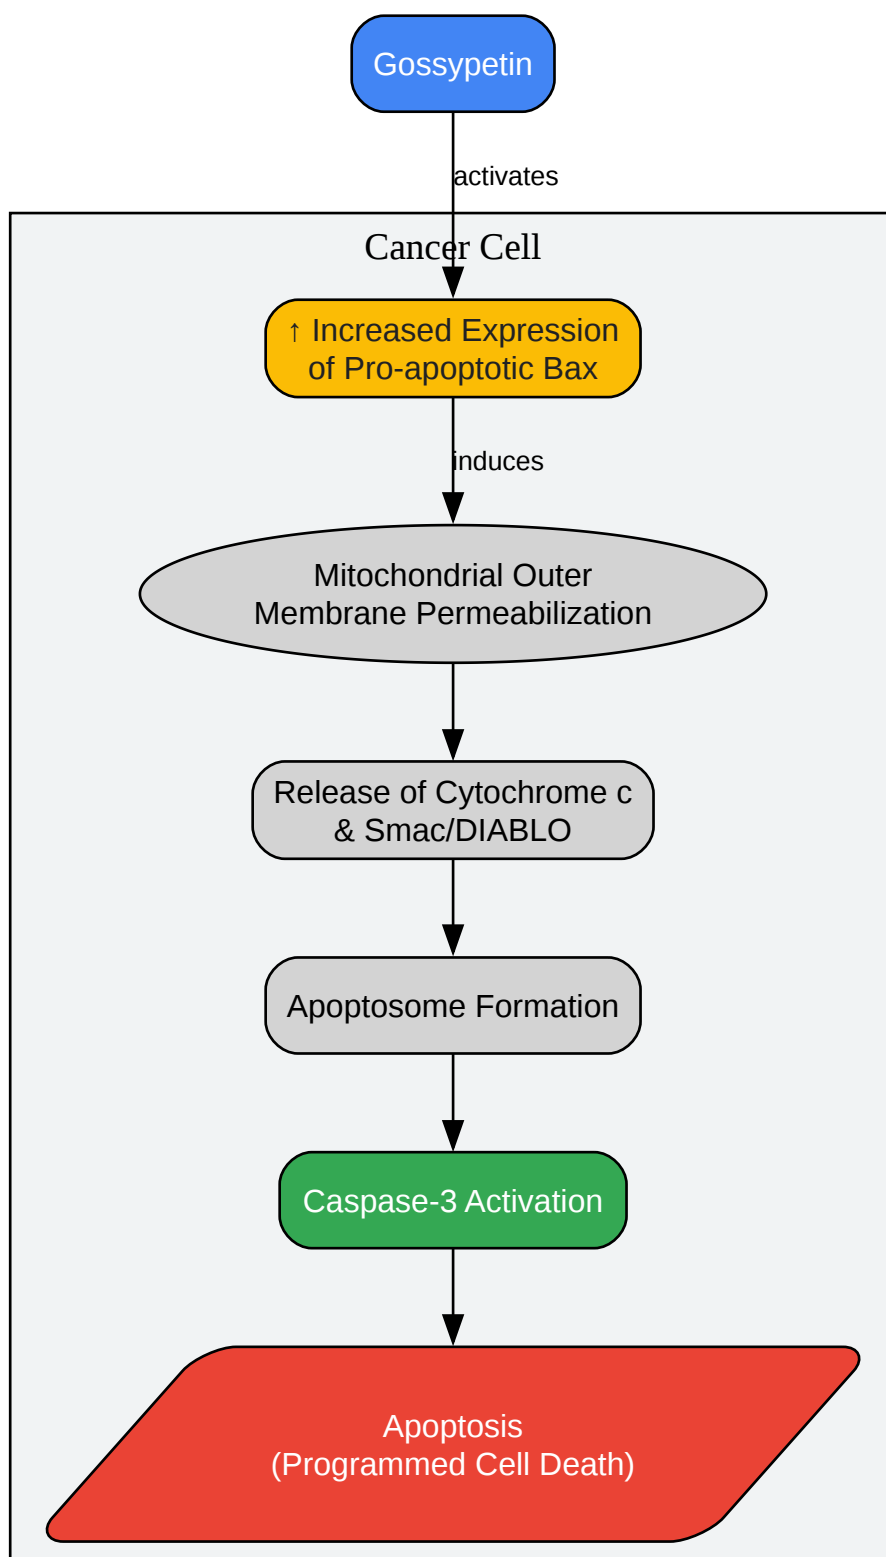 Gossypetin
activates
Cancer Cell
↑ Increased Expression
of Pro-apoptotic Bax
induces
Mitochondrial Outer
Membrane Permeabilization
Release of Cytochrome c
& Smac/DIABLO
Apoptosome Formation
Caspase-3 Activation
Apoptosis
(Programmed Cell Death)